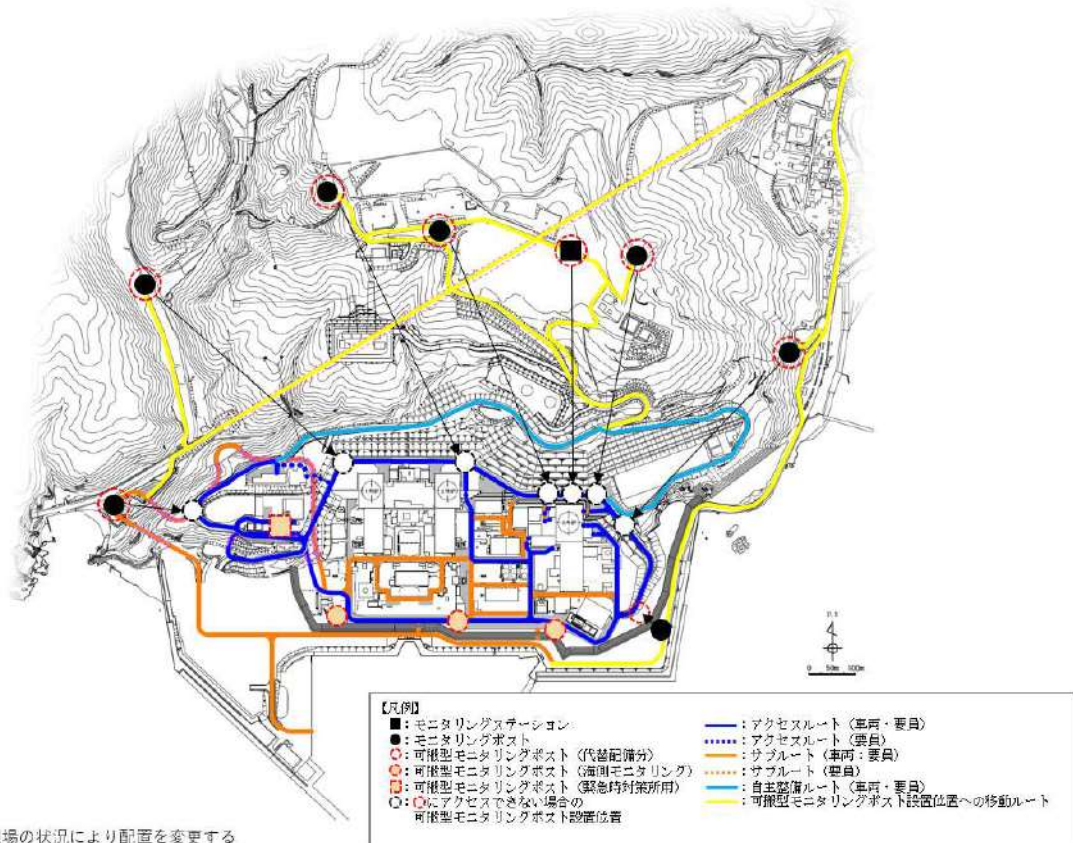 0 50m 100m
【凡例】
■：モニタリングステーション
●：モニタリングポスト
：可搬型モニタリングポスト（代替配備分）
：可搬型モニタリングポスト（海側モニタリング）
：可搬型モニタリングポスト（緊急時対策所用）
○：にアクセスできない場合の
可搬型モニタリングポスト設置位置
：アクセスルート（車両・要員）
：アクセスルート（要員）
：サブルート（車両・要員）
：サブルート（要員）
：自主整備ルート（車両・要員）
：可搬型モニタリングポスト設置位置への移動ルート
場の状況により配置を変更する